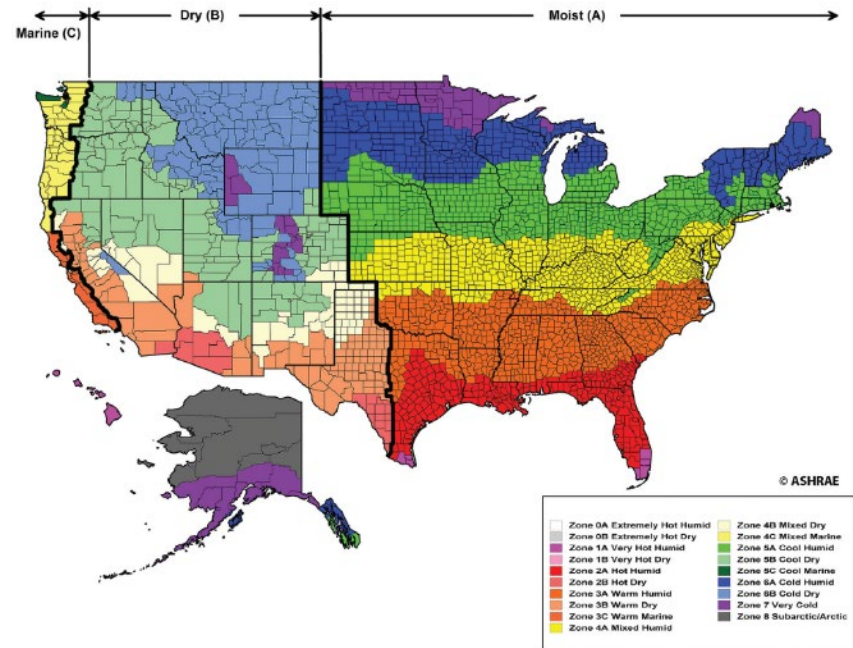 Marine (C)
Dry (B)
Moist (A)
© ASHRAE
Zone 0A Extremely Hot Humid
Zone 0B Extremely Hot Dry
Zone 1A Very Hot Humid
Zone 1B Very Hot Dry
Zone 2A Hot Humid
Zone 2B Hot Dry
Zone 3A Warm Humid
Zone 3B Warm Dry
Zone 3C Warm Marine
Zone 4A Mixed Humid
Zone 4B Mixed Dry
Zone 4C Mixed Marine
Zone 5A Cool Humid
Zone 5B Cool Dry
Zone 5C Cool Marine
Zone 6A Cold Humid
Zone 6B Cold Dry
Zone 7 Very Cold
Zone 8 Subarctic/Arctic